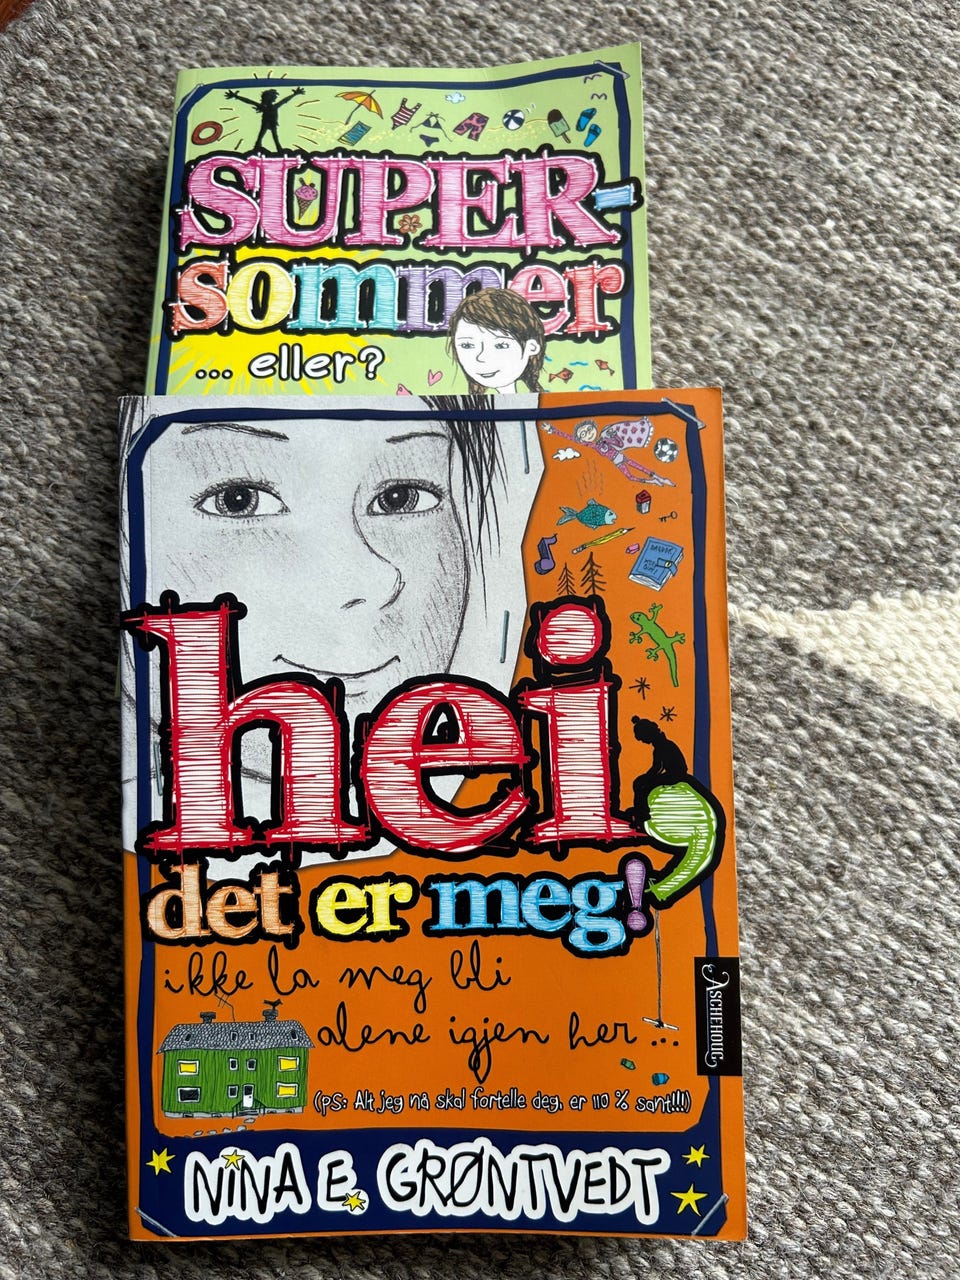 SUPER-
sommer
... eller?
hei,
det er meg!
ikke la meg bli
alene igjen her...
(PS: Alt jeg nå skal fortelle deg, er 110 % sant!!!)
ASCHEHOUG
NINA E. GRØNTVEDT